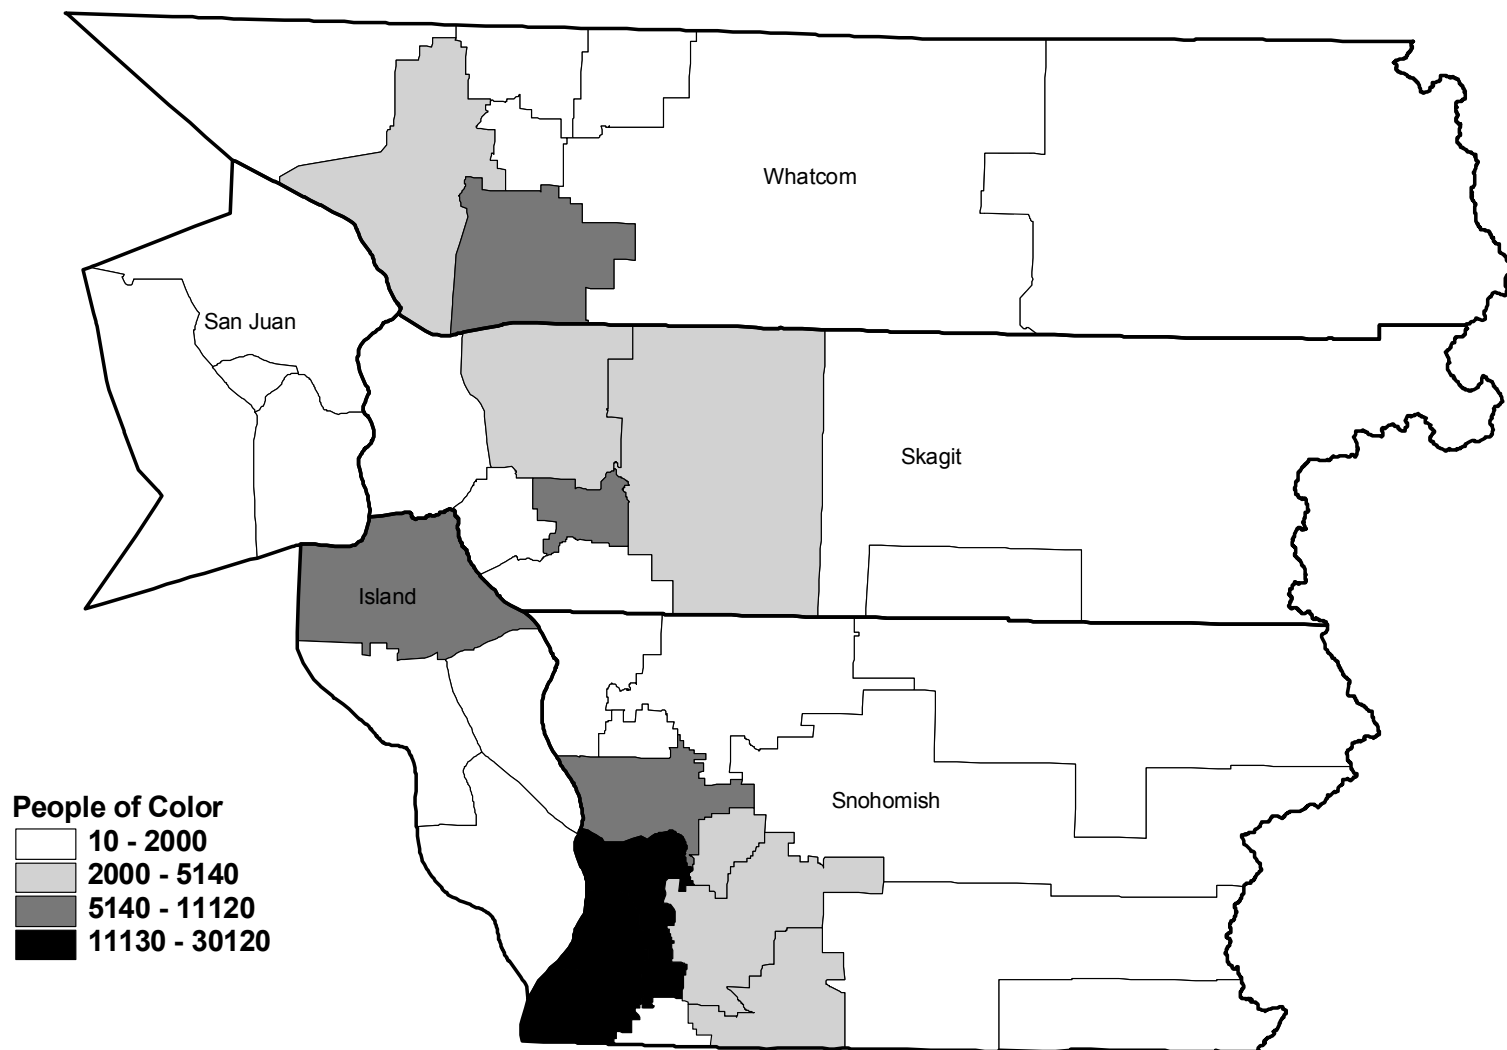 Whatcom
San Juan
Skagit
Island
Snohomish
People of Color
10 - 2000
2000 - 5140
5140 - 11120
11130 - 30120